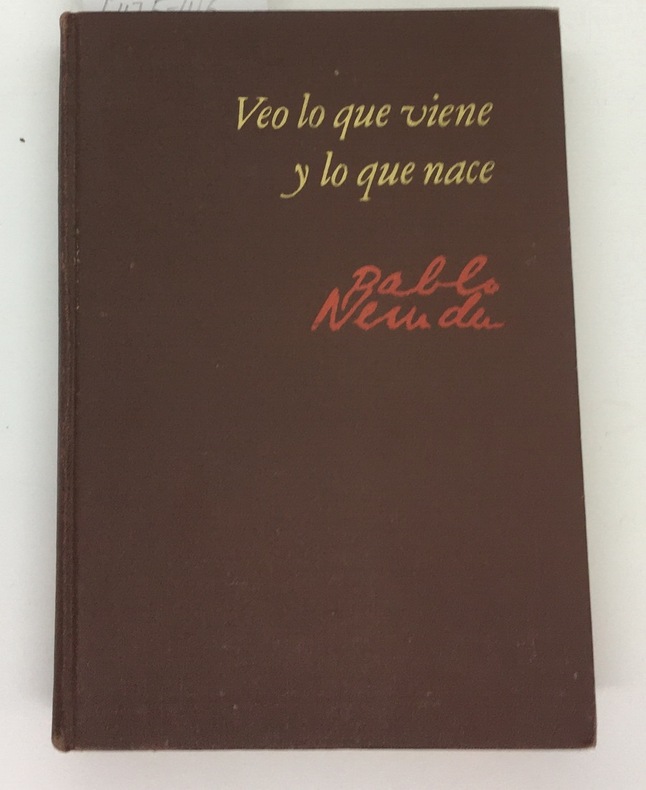 Veo lo que viene
y lo que nace
Pablo
Neruda